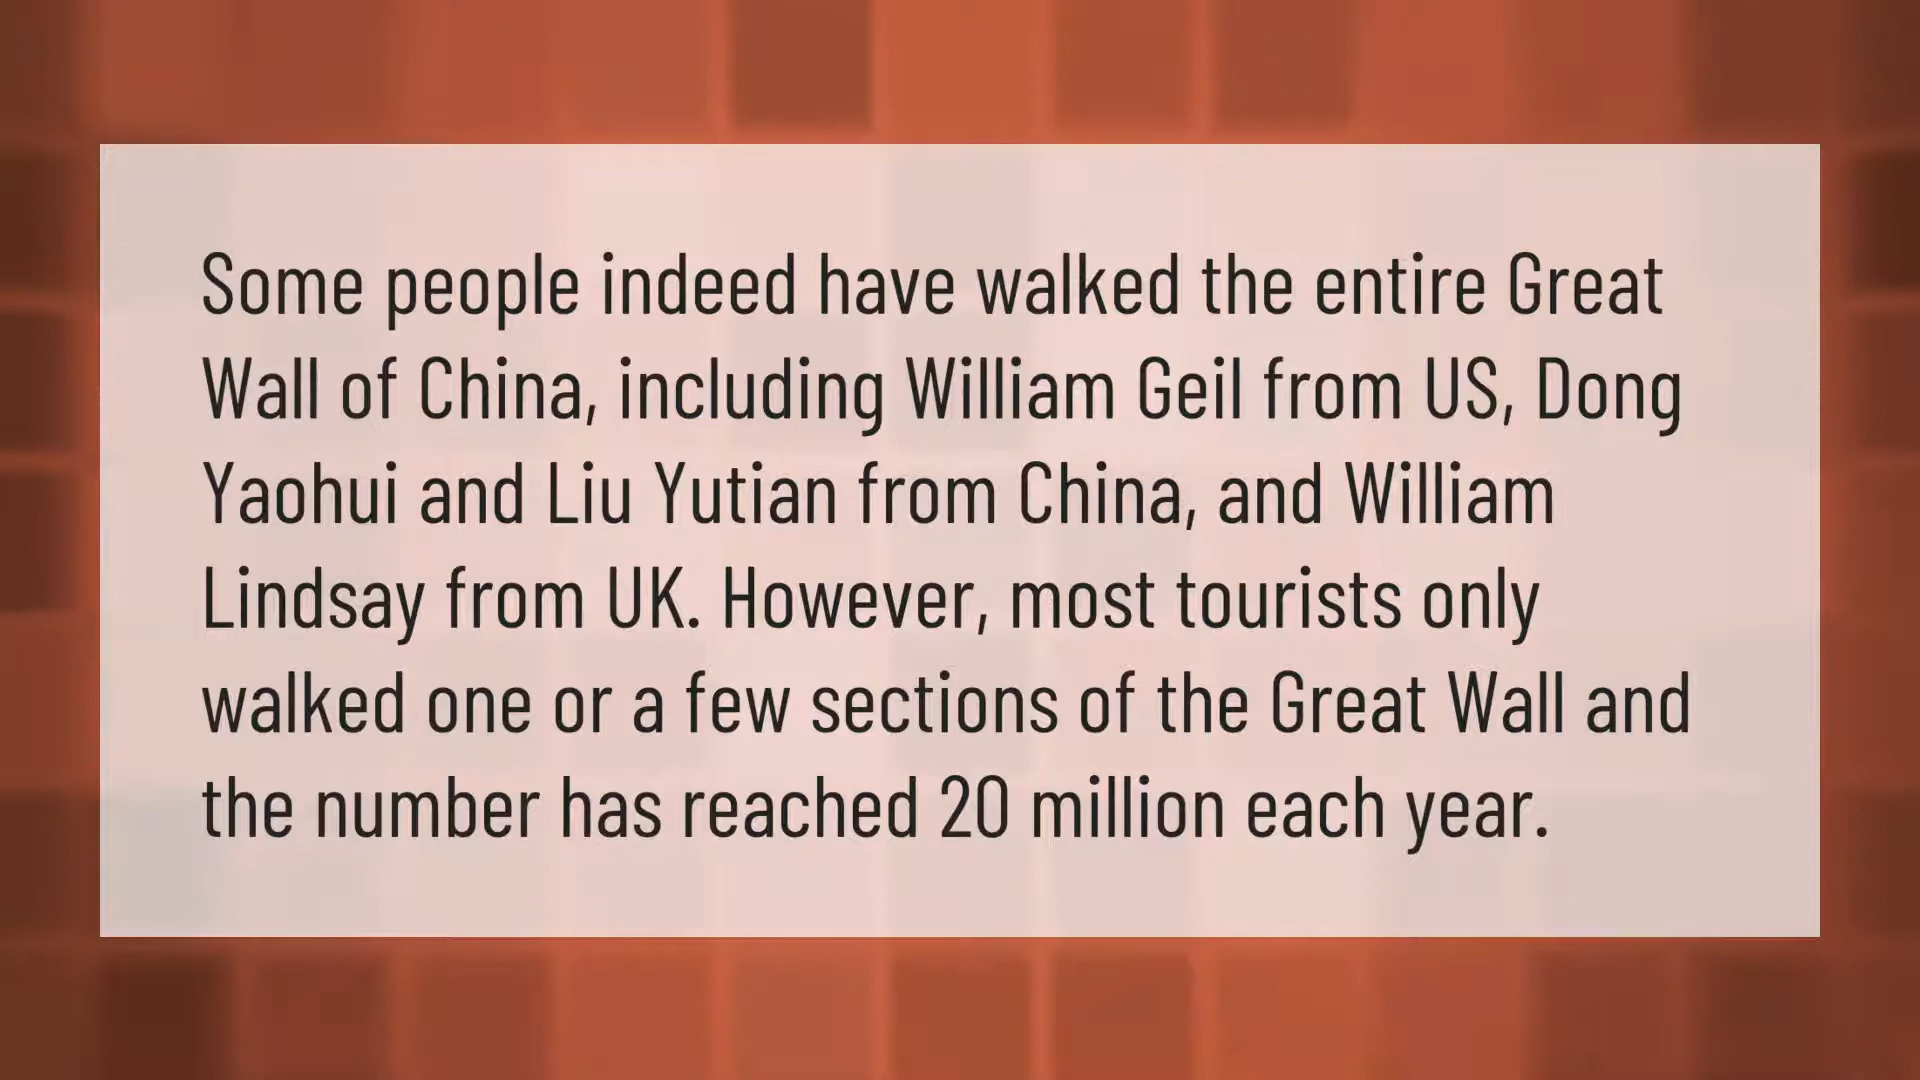 Some people indeed have walked the entire Great
Wall of China, including William Geil from US, Dong
Yaohui and Liu Yutian from China, and William
Lindsay from UK. However, most tourists only
walked one or a few sections of the Great Wall and
the number has reached 20 million each year.